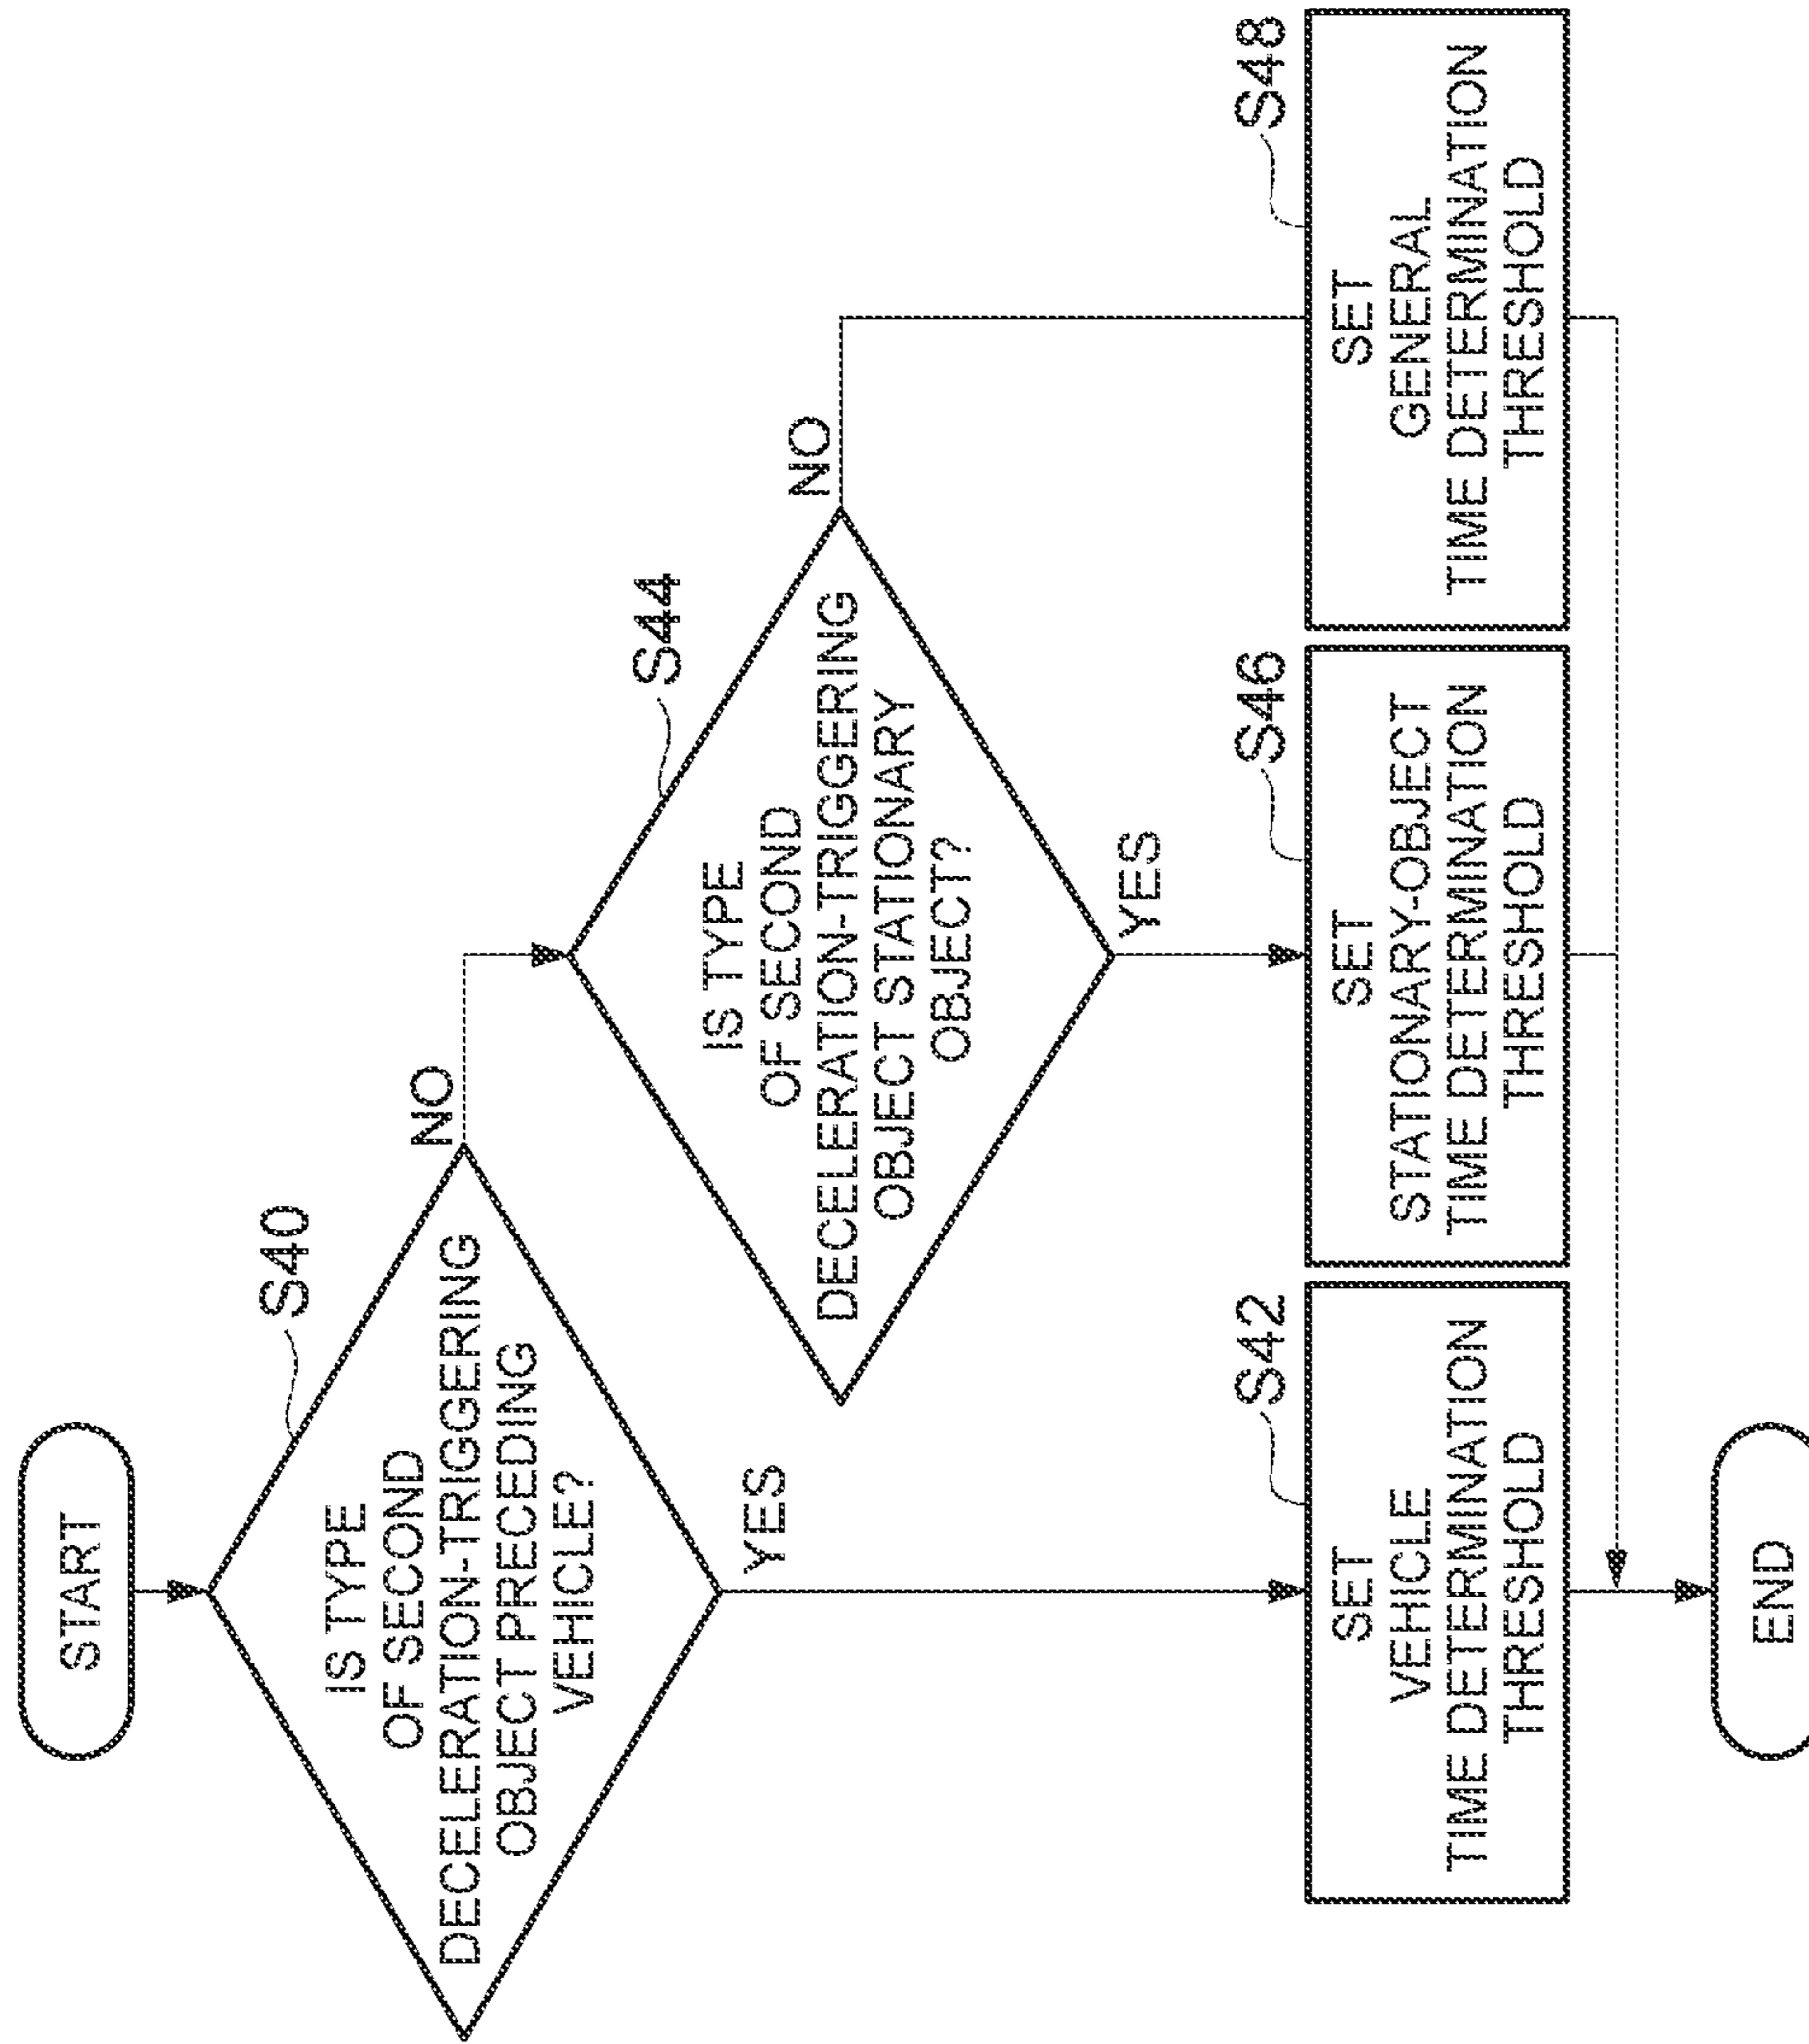 START
S40
IS TYPE
OF SECOND
DECELERATION-TRIGGERING
OBJECT PRECEDING
VEHICLE?
NO
YES
S44
IS TYPE
OF SECOND
DECELERATION-TRIGGERING
OBJECT STATIONARY
OBJECT?
NO
YES
S42
SET
VEHICLE
TIME DETERMINATION
THRESHOLD
S46
SET
STATIONARY-OBJECT
TIME DETERMINATION
THRESHOLD
S48
SET
GENERAL
TIME DETERMINATION
THRESHOLD
END